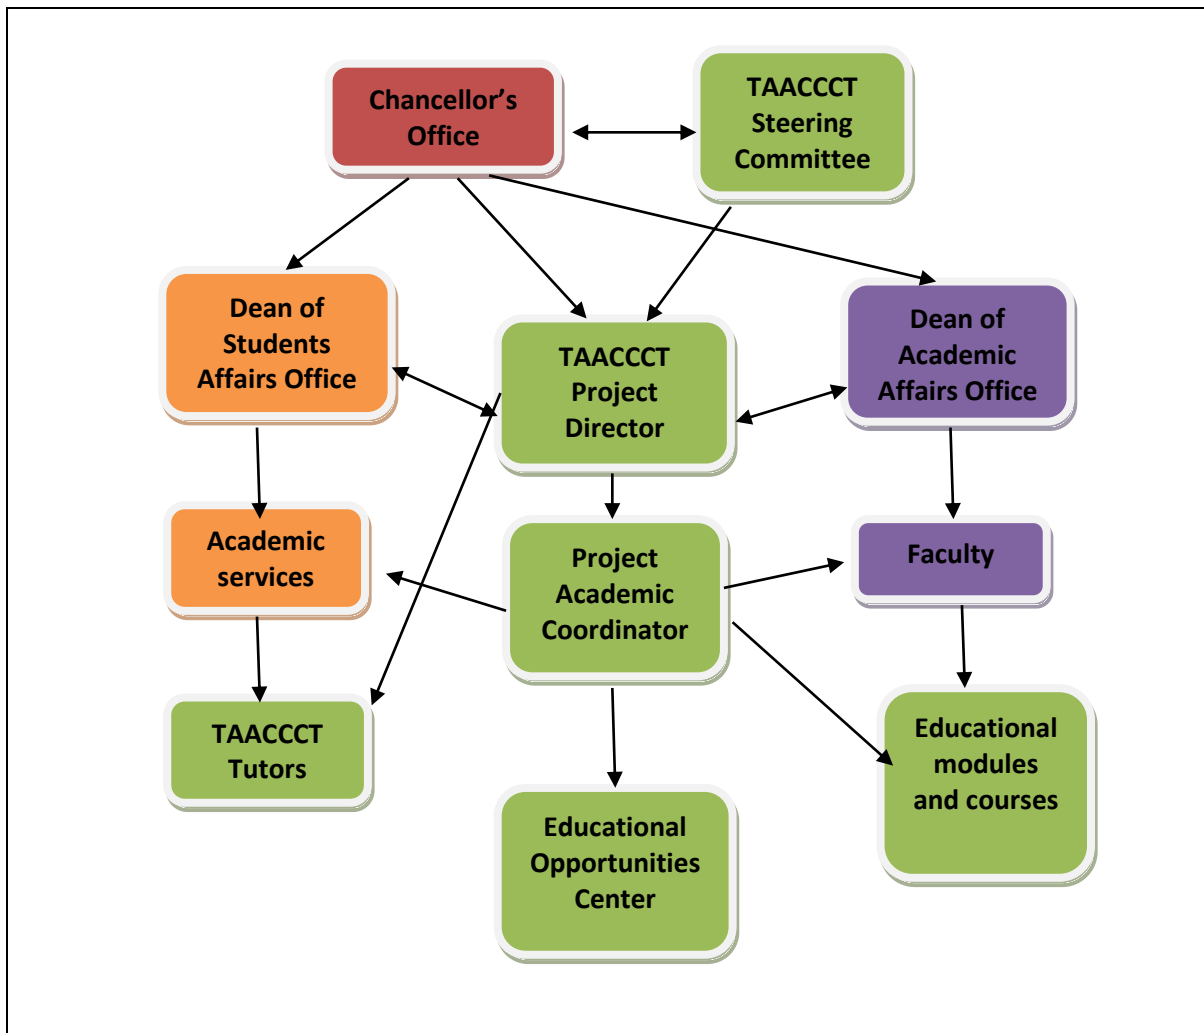 Chancellor’s
Office
TAACCCT
Steering
Committee
Dean of
Students
Affairs Office
TAACCCT
Project
Director
Dean of
Academic
Affairs Office
Academic
services
Project
Academic
Coordinator
Faculty
TAACCCT
Tutors
Educational
Opportunities
Center
Educational
modules
and courses